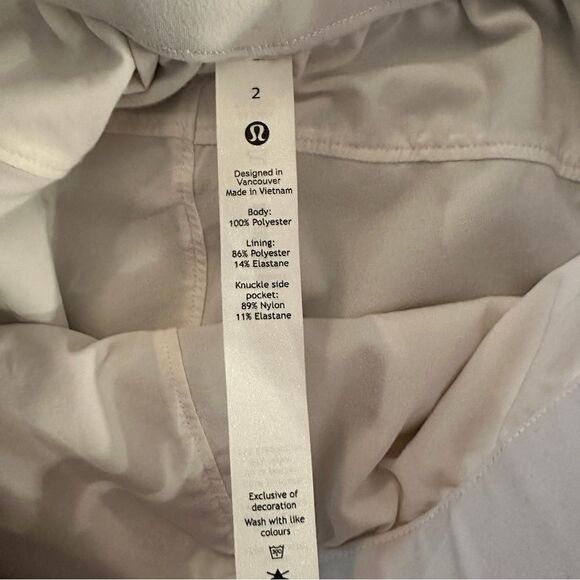 2
Designed in
Vancouver
Made in Vietnam
Body:
100% Polyester
Lining:
86% Polyester
14% Elastane
Knuckle side
pocket:
89% Nylon
11% Elastane
Exclusive of
decoration
Wash with like
colours